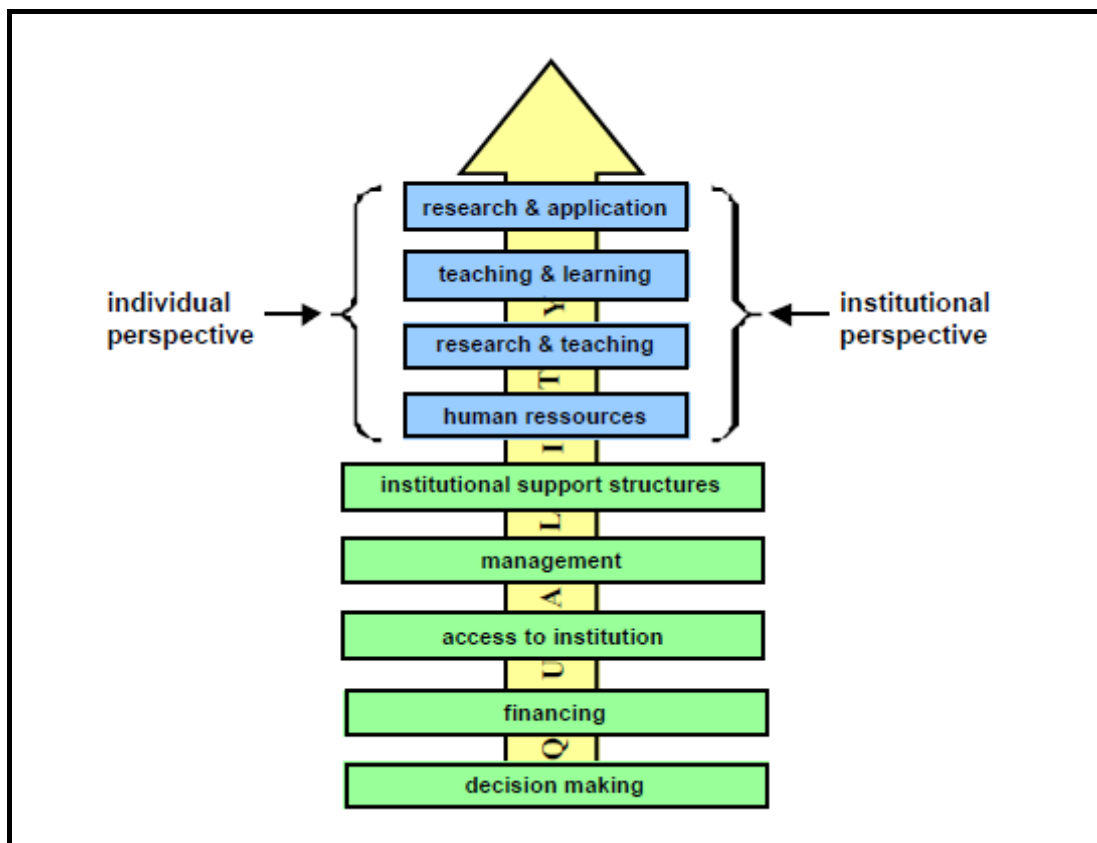 research & application
teaching & learning
individual
perspective
institutional
perspective
research & teaching
human ressources
institutional support structures
management
access to institution
financing
decision making
QUALITY